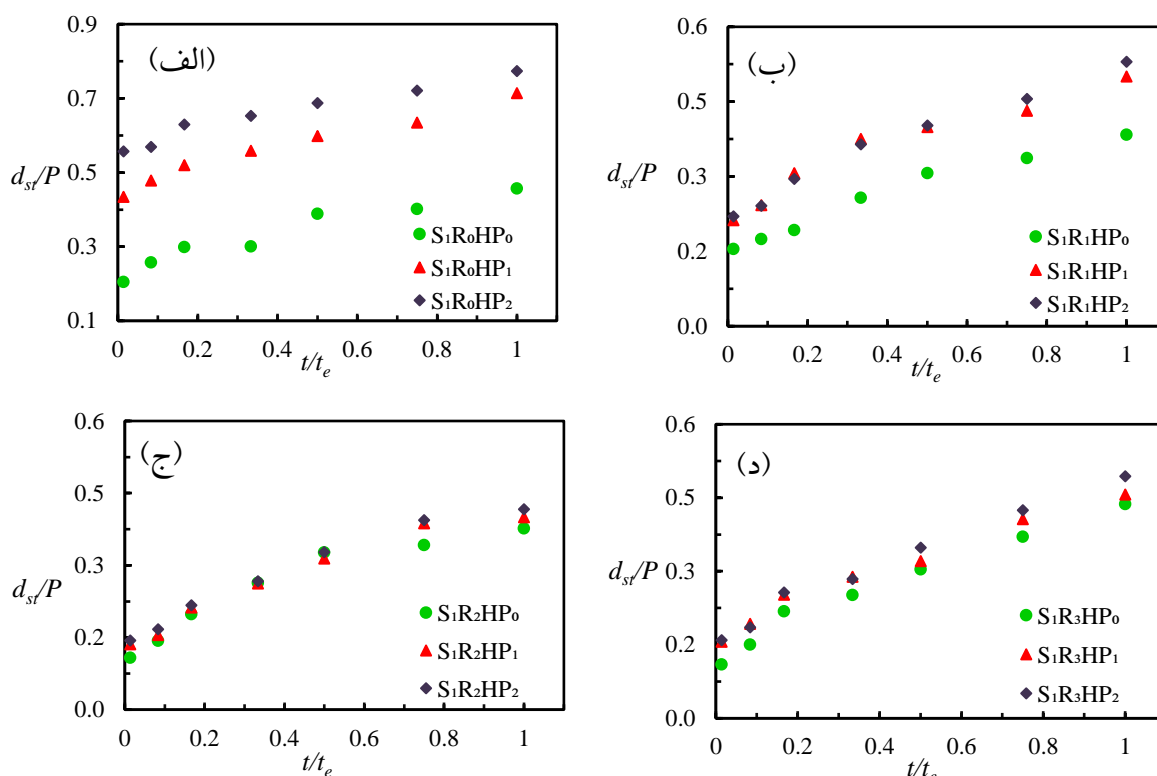 (الف)
0.9
0.7
0.5
0.3
0.1
d_st/P
0 0.2 0.4 0.6 0.8 1
t/t_e
S₁R₀HP₀
S₁R₀HP₁
S₁R₀HP₂
(ب)
0.6
0.5
0.3
0.2
0.0
d_st/P
0 0.2 0.4 0.6 0.8 1
t/t_e
S₁R₁HP₀
S₁R₁HP₁
S₁R₁HP₂
(ج)
0.6
0.5
0.3
0.2
0.0
d_st/P
0 0.2 0.4 0.6 0.8 1
t/t_e
S₁R₂HP₀
S₁R₂HP₁
S₁R₂HP₂
(د)
0.6
0.5
0.3
0.2
0.0
d_st/P
0 0.2 0.4 0.6 0.8 1
t/t_e
S₁R₃HP₀
S₁R₃HP₁
S₁R₃HP₂